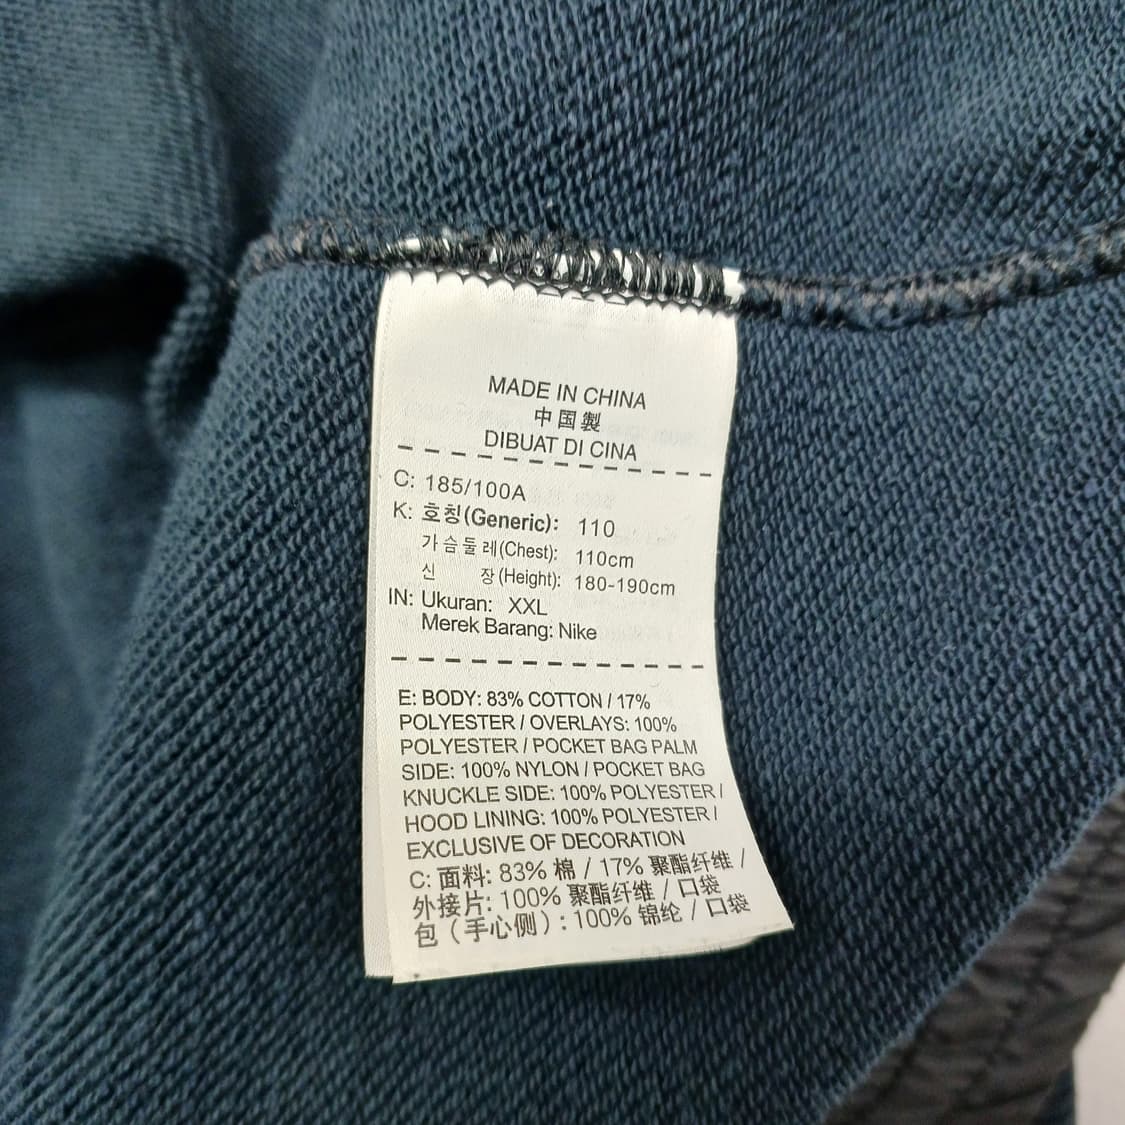 MADE IN CHINA
中国製
DIBUAT DI CINA
C: 185/100A
K: 호칭(Generic): 110
가슴둘레(Chest): 110cm
신 장(Height): 180-190cm
IN: Ukuran: XXL
Merek Barang: Nike
E: BODY: 83% COTTON / 17%
POLYESTER / OVERLAYS: 100%
POLYESTER / POCKET BAG PALM
SIDE: 100% NYLON / POCKET BAG
KNUCKLE SIDE: 100% POLYESTER /
HOOD LINING: 100% POLYESTER /
EXCLUSIVE OF DECORATION
C: 面料: 83% 棉 / 17% 聚酯纤维 /
外接片: 100% 聚酯纤维 / 口袋
包（手心侧）: 100% 锦纶 / 口袋